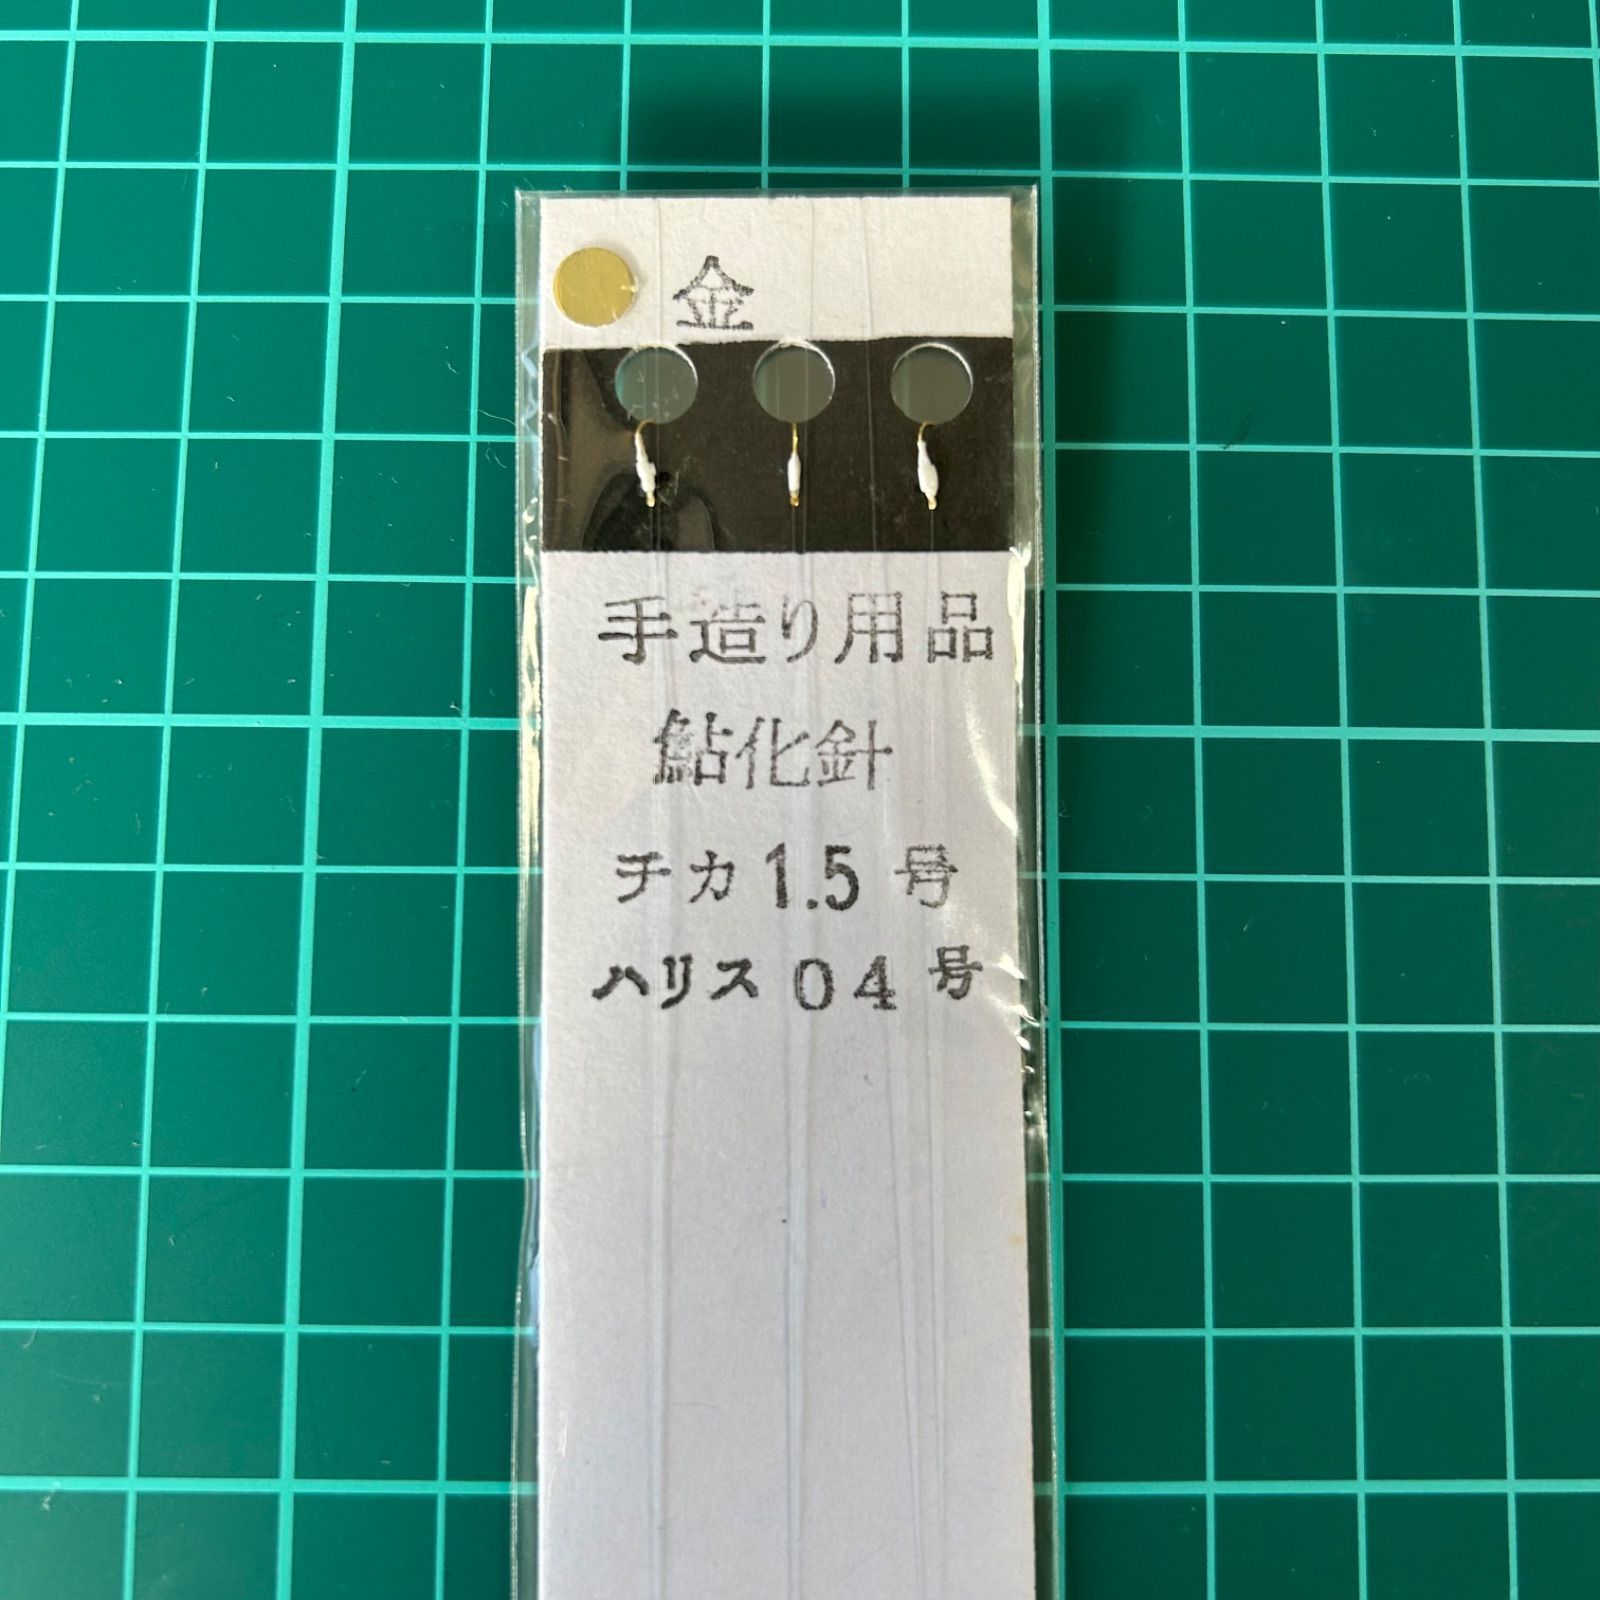 金
手造り用品
鮎化針
チカ1.5号
ハリス04号